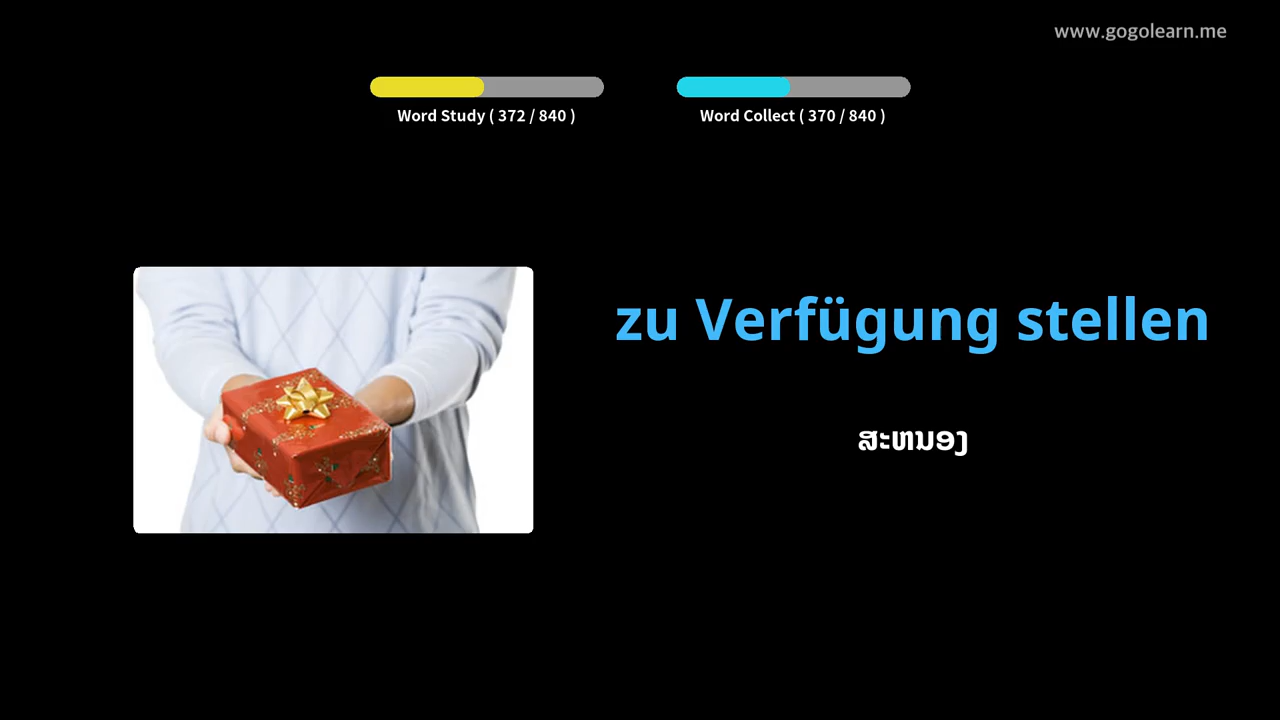 www.gogolearn.me
Word Study ( 372 / 840 )
Word Collect ( 370 / 840 )
zu Verfügung stellen
ສະຫນອງ